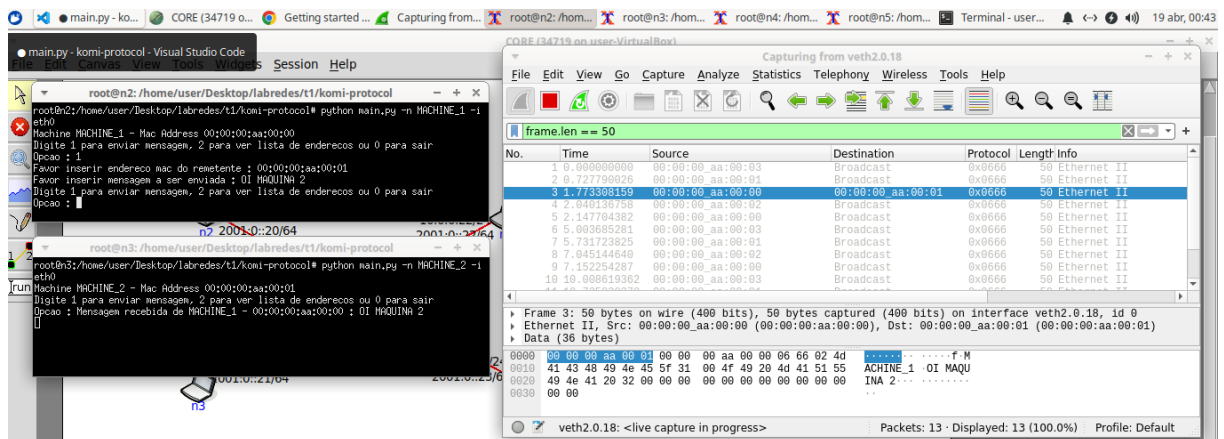 main.py - ko...
CORE (34719 o...
Getting started ...
Capturing from...
root@n2: /hom...
root@n3: /hom...
root@n4: /hom...
root@n5: /hom...
Terminal - user...
19 abr, 00:43
main.py - komi-protocol - Visual Studio Code
CORE (34719 on user-VirtualBox)
File Edit Canvas View Tools Widgets Session Help
root@n2: /home/user/Desktop/labredes/t1/komi-protocol
root@n2:/home/user/Desktop/labredes/t1/komi-protocol# python main.py -n MACHINE_1 -i
eth0
Machine MACHINE_1 - Mac Address 00:00:00:aa:00:00
Digite 1 para enviar mensagem, 2 para ver lista de enderecos ou 0 para sair
Opcao : 1
Favor inserir endereco mac do remetente : 00:00:00:aa:00:01
Favor inserir mensagem a ser enviada : OI MAQUINA 2
Digite 1 para enviar mensagem, 2 para ver lista de enderecos ou 0 para sair
Opcao :
n2 2001:0::20/64
2001:0::22/64
root@n3: /home/user/Desktop/labredes/t1/komi-protocol
root@n3:/home/user/Desktop/labredes/t1/komi-protocol# python main.py -n MACHINE_2 -i
eth0
Machine MACHINE_2 - Mac Address 00:00:00:aa:00:01
Digite 1 para enviar mensagem, 2 para ver lista de enderecos ou 0 para sair
Opcao : Mensagem recebida de MACHINE_1 - 00:00:00:aa:00:00 : OI MAQUINA 2
run
n3
Capturing from veth2.0.18
File Edit View Go Capture Analyze Statistics Telephony Wireless Tools Help
frame.len == 50
No. Time Source Destination Protocol Length Info
1 0.000000000 00:00:00_aa:00:03 Broadcast 0x0666 50 Ethernet II
2 0.727790026 00:00:00_aa:00:01 Broadcast 0x0666 50 Ethernet II
3 1.773308159 00:00:00_aa:00:00 00:00:00_aa:00:01 0x0666 50 Ethernet II
4 2.040136758 00:00:00_aa:00:02 Broadcast 0x0666 50 Ethernet II
5 2.147704382 00:00:00_aa:00:00 Broadcast 0x0666 50 Ethernet II
6 5.003685281 00:00:00_aa:00:03 Broadcast 0x0666 50 Ethernet II
7 5.731723825 00:00:00_aa:00:01 Broadcast 0x0666 50 Ethernet II
8 7.045144640 00:00:00_aa:00:02 Broadcast 0x0666 50 Ethernet II
9 7.152254287 00:00:00_aa:00:00 Broadcast 0x0666 50 Ethernet II
10 10.008619362 00:00:00_aa:00:03 Broadcast 0x0666 50 Ethernet II
Frame 3: 50 bytes on wire (400 bits), 50 bytes captured (400 bits) on interface veth2.0.18, id 0
Ethernet II, Src: 00:00:00_aa:00:00 (00:00:00:aa:00:00), Dst: 00:00:00_aa:00:01 (00:00:00:aa:00:01)
Data (36 bytes)
0000 00 00 00 aa 00 01 00 00 00 aa 00 00 06 66 02 4d ·············f·M
0010 41 43 48 49 4e 45 5f 31 00 4f 49 20 4d 41 51 55 ACHINE_1 ·OI MAQU
0020 49 4e 41 20 32 00 00 00 00 00 00 00 00 00 00 00 INA 2··· ········
0030 00 00 ··
veth2.0.18: <live capture in progress>
Packets: 13 · Displayed: 13 (100.0%)
Profile: Default